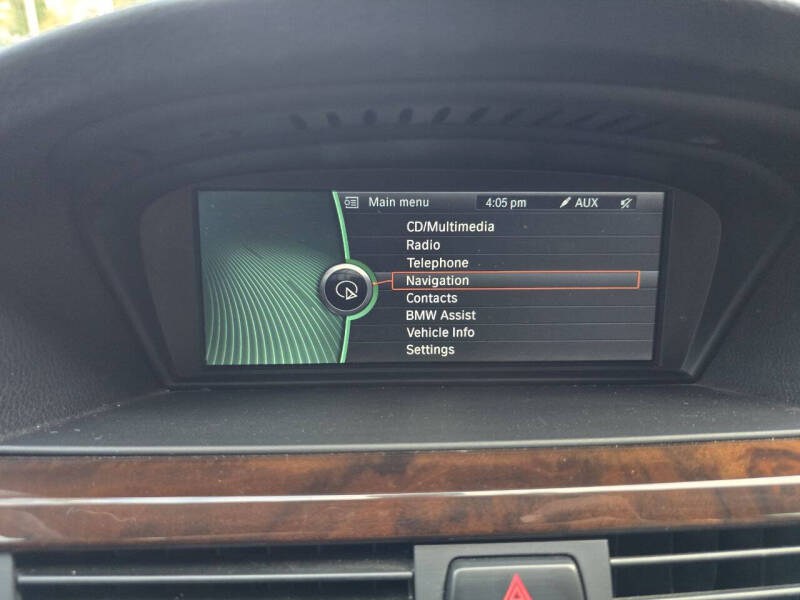 Main menu 4:05 pm AUX
CD/Multimedia
Radio
Telephone
Navigation
Contacts
BMW Assist
Vehicle Info
Settings